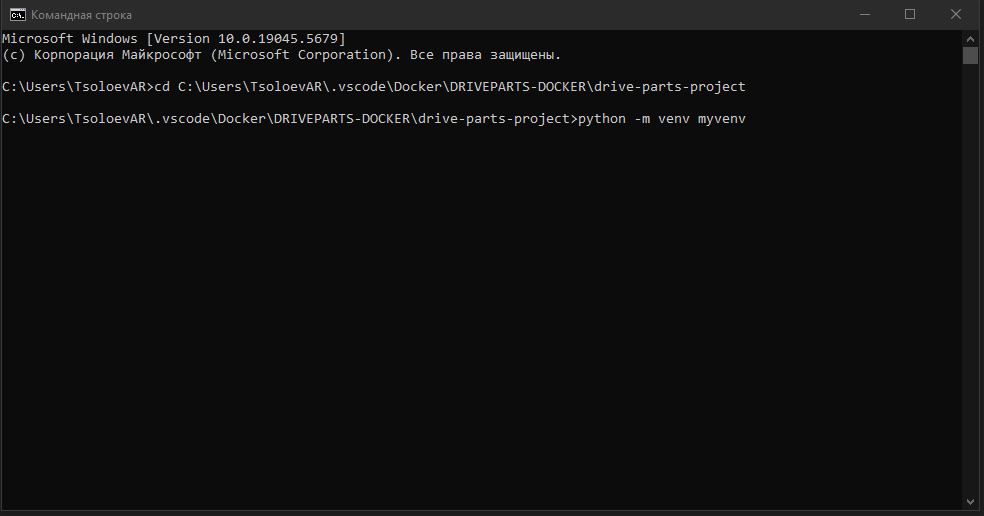 Командная строка
Microsoft Windows [Version 10.0.19045.5679]
(c) Корпорация Майкрософт (Microsoft Corporation). Все права защищены.
C:\Users\TsoloevAR>cd C:\Users\TsoloevAR\.vscode\Docker\DRIVEPARTS-DOCKER\drive-parts-project
C:\Users\TsoloevAR\.vscode\Docker\DRIVEPARTS-DOCKER\drive-parts-project>python -m venv myvenv